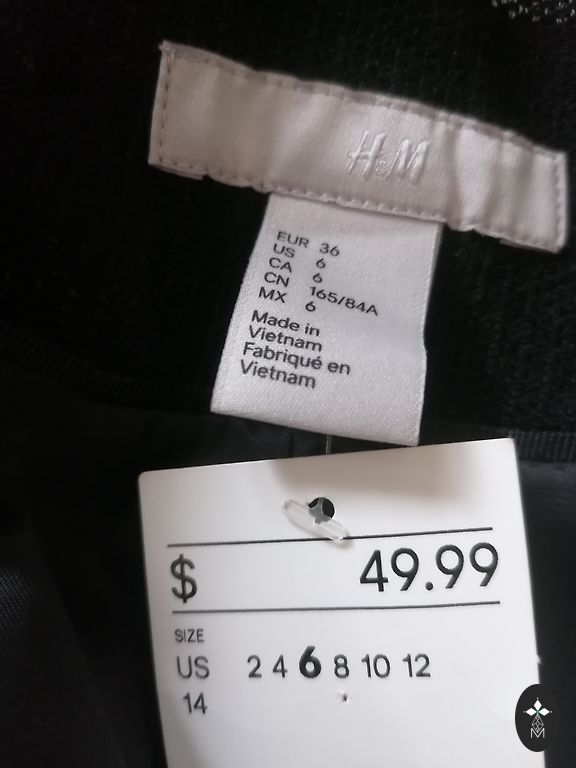 H&M
EUR 36
US 6
CA 6
CN 165/84A
MX 6
Made in
Vietnam
Fabriqué en
Vietnam
$ 49.99
SIZE
US 2 4 6 8 10 12
14
M